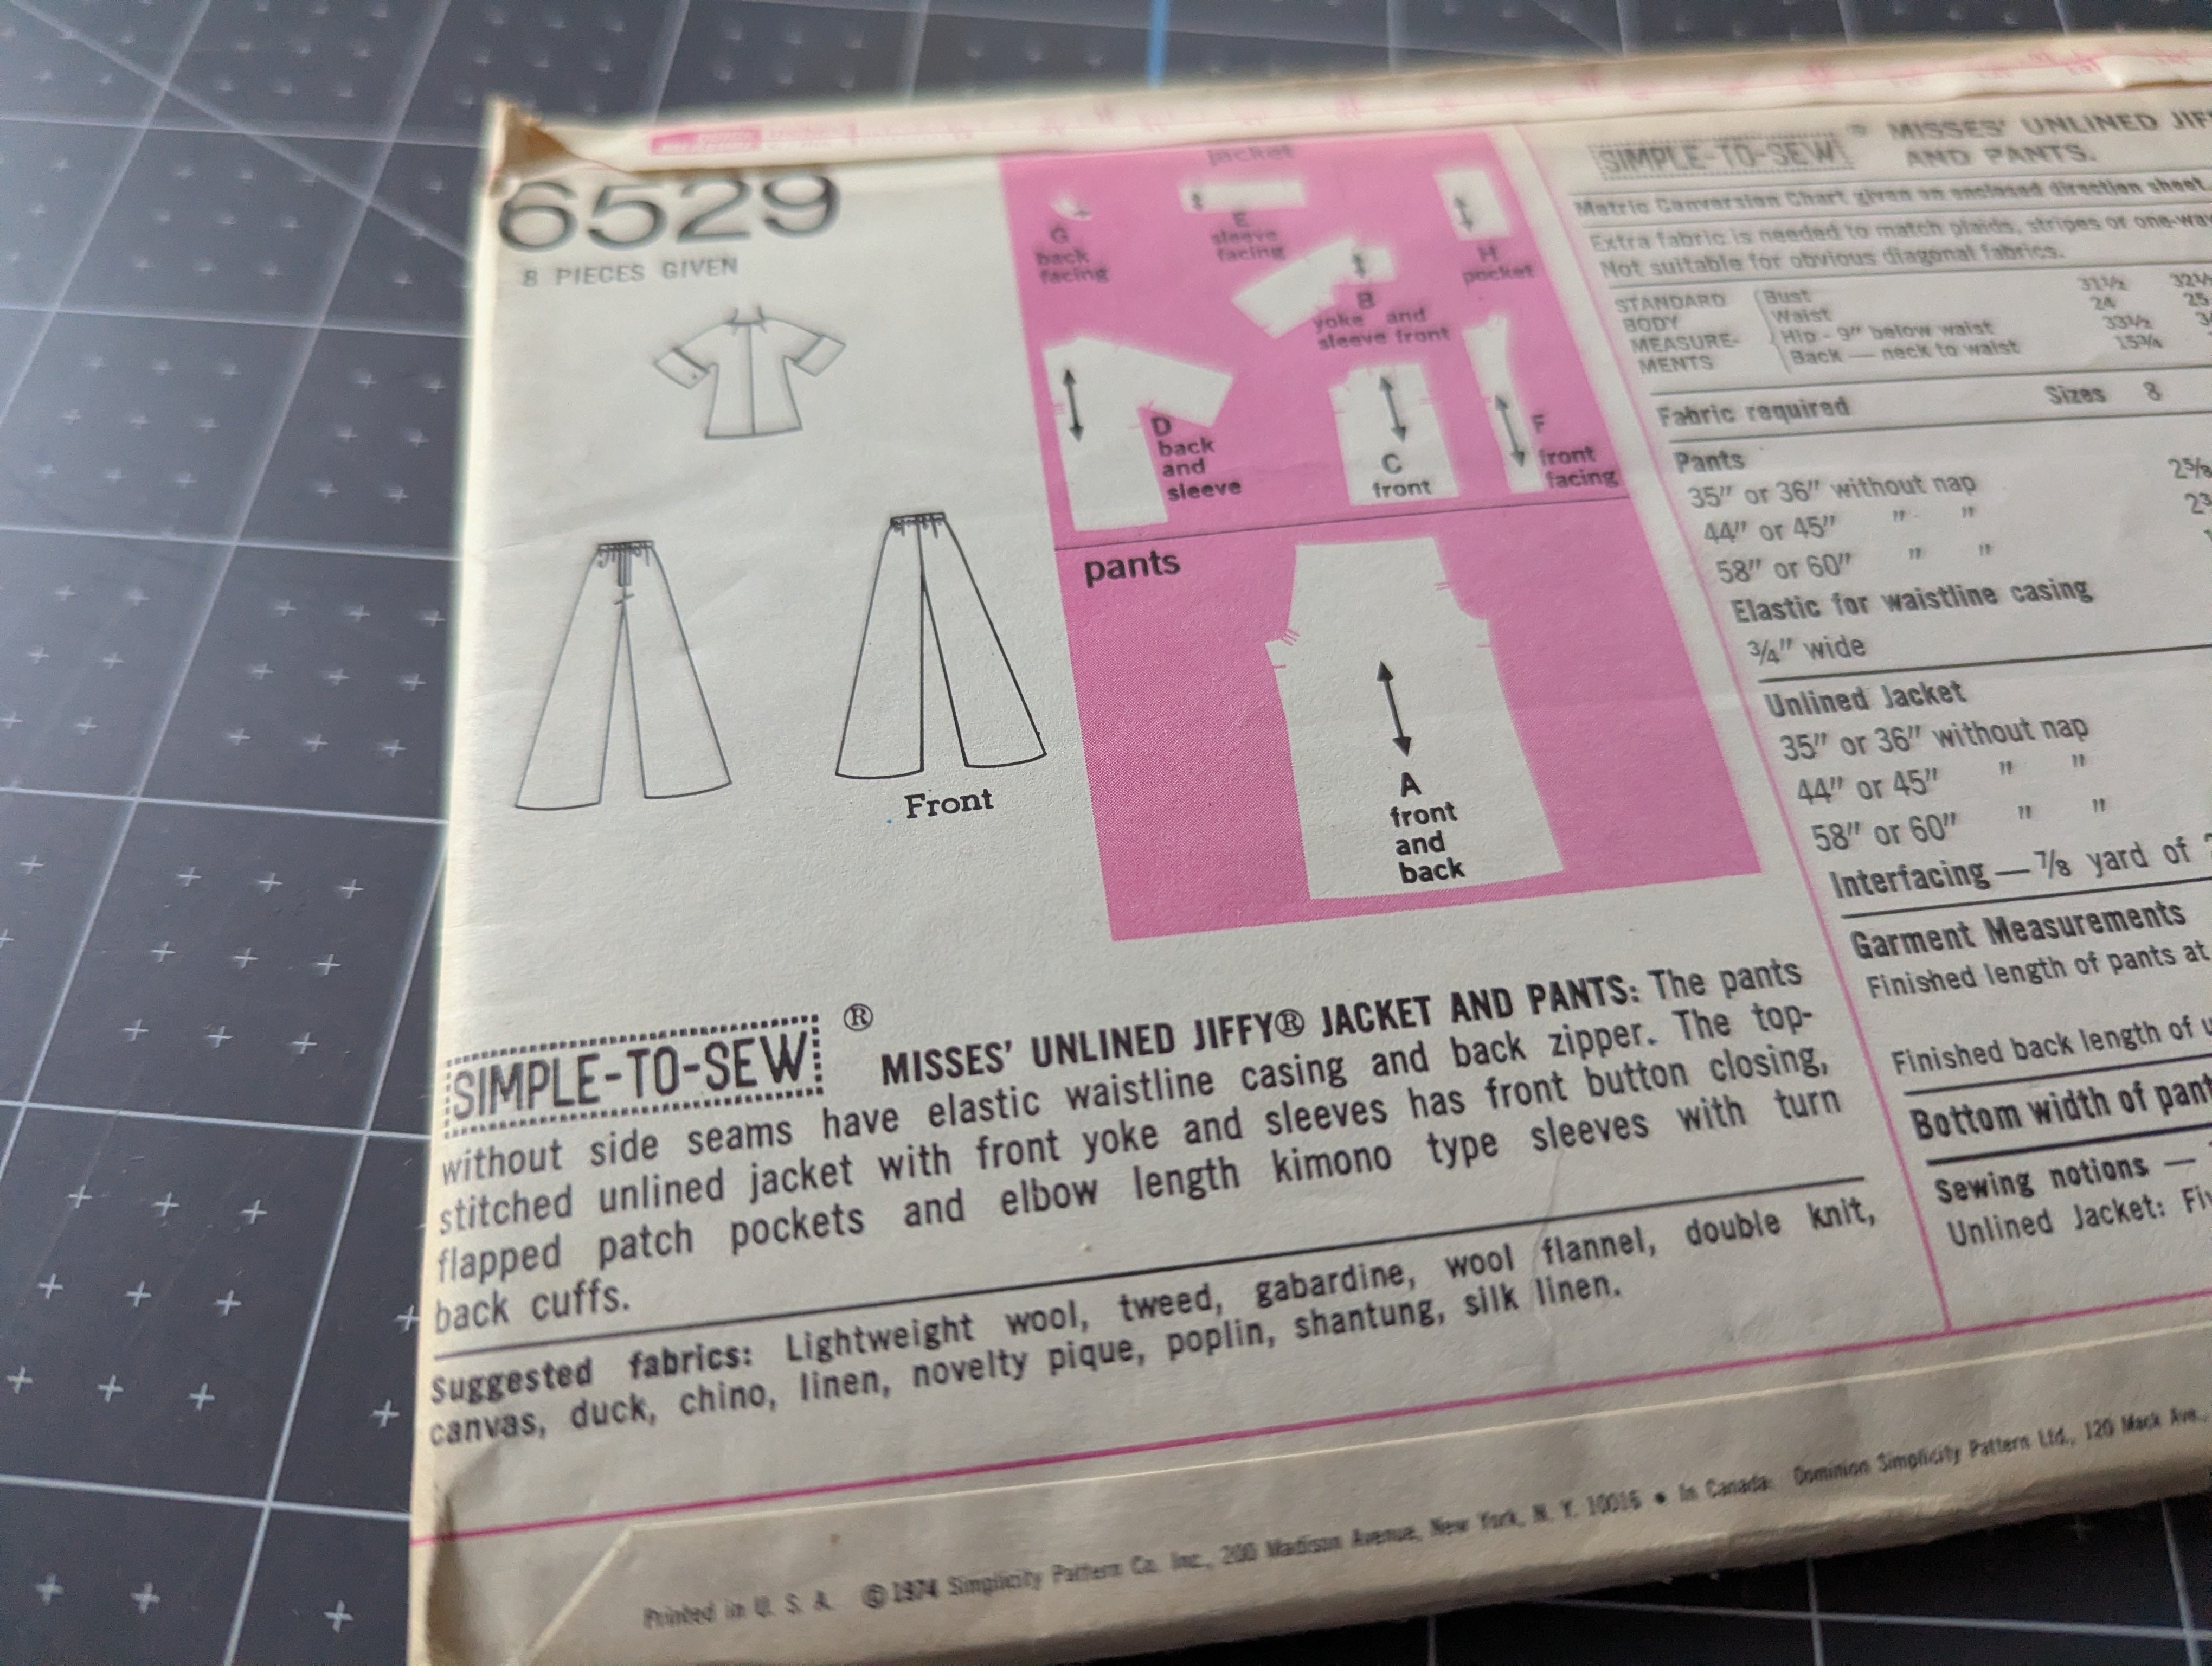 6529
8 PIECES GIVEN
Front
jacket
G
back
facing
E
sleeve
facing
H
pocket
B
yoke and
sleeve front
D
back
and
sleeve
C
front
F
front
facing
pants
A
front
and
back
SIMPLE-TO-SEW ® MISSES' UNLINED JIFFY® JACKET AND PANTS: The pants
without side seams have elastic waistline casing and back zipper. The top-
stitched unlined jacket with front yoke and sleeves has front button closing,
flapped patch pockets and elbow length kimono type sleeves with turn
back cuffs.
Suggested fabrics: Lightweight wool, tweed, gabardine, wool flannel, double knit,
canvas, duck, chino, linen, novelty pique, poplin, shantung, silk linen.
SIMPLE-TO-SEW ® MISSES' UNLINED JIF
AND PANTS.
Metric Conversion Chart given on enclosed direction sheet.
Extra fabric is needed to match plaids, stripes or one-way
Not suitable for obvious diagonal fabrics.
STANDARD BODY MEASURE-MENTS
Bust 31½ 32½
Waist 24 25
Hip - 9" below waist 33½
Back — neck to waist 15¾
Fabric required Sizes 8
Pants
35" or 36" without nap 2⅝
44" or 45" " "
58" or 60" " "
Elastic for waistline casing
¾" wide
Unlined Jacket
35" or 36" without nap
44" or 45" " "
58" or 60" " "
Interfacing — ⅞ yard of
Garment Measurements
Finished length of pants at
Finished back length of u
Bottom width of pant
Sewing notions —
Unlined Jacket: Fiv
Printed in U. S. A. © 1974 Simplicity Pattern Co. Inc., 200 Madison Avenue, New York, N. Y. 10016 • In Canada: Dominion Simplicity Pattern Ltd., 120 Mack Ave.,